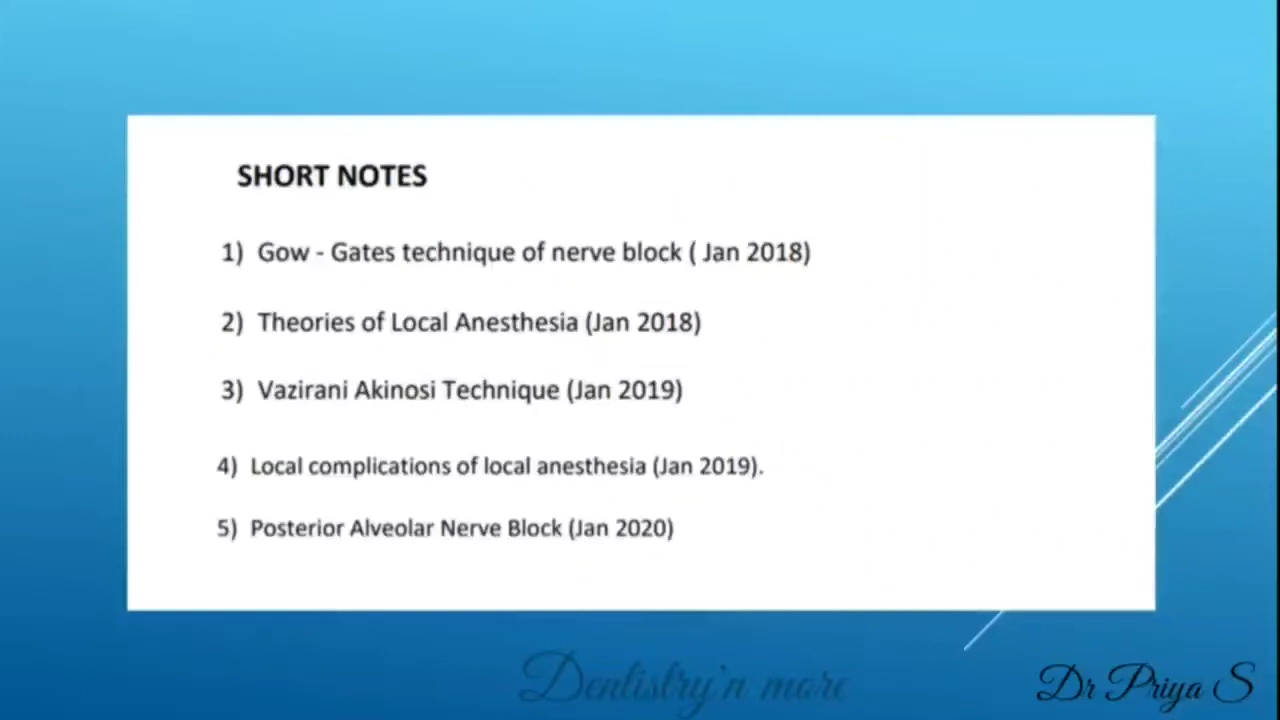 SHORT NOTES
1) Gow - Gates technique of nerve block ( Jan 2018)
2) Theories of Local Anesthesia (Jan 2018)
3) Vazirani Akinosi Technique (Jan 2019)
4) Local complications of local anesthesia (Jan 2019).
5) Posterior Alveolar Nerve Block (Jan 2020)
Dentistry'n more
Dr Priya S